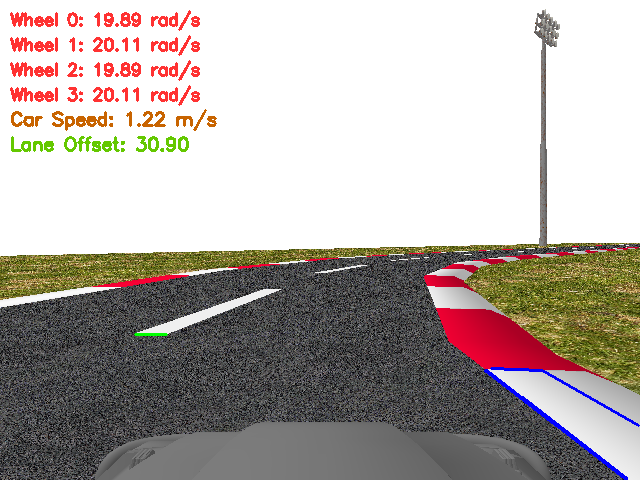 Wheel 0: 19.89 rad/s
Wheel 1: 20.11 rad/s
Wheel 2: 19.89 rad/s
Wheel 3: 20.11 rad/s
Car Speed: 1.22 m/s
Lane Offset: 30.90